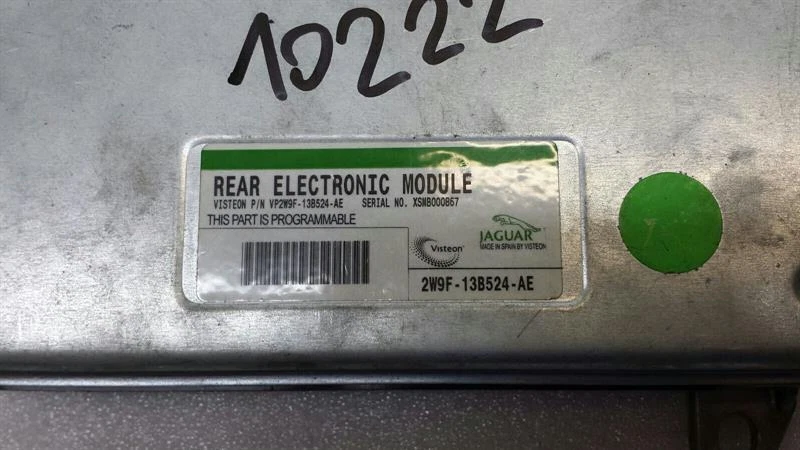 10222
REAR ELECTRONIC MODULE
VISTEON P/N VP2W9F-13B524-AE SERIAL NO. XSMB000867
THIS PART IS PROGRAMMABLE
Visteon
JAGUAR
MADE IN SPAIN BY VISTEON
2W9F-13B524-AE